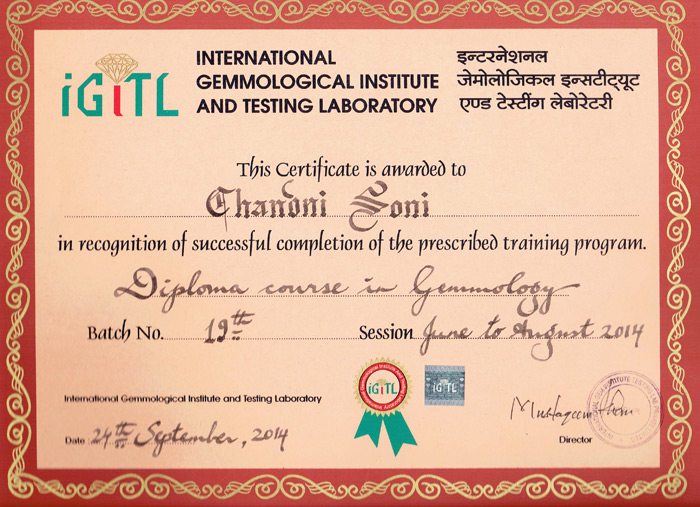 iGiTL
INTERNATIONAL
GEMMOLOGICAL INSTITUTE
AND TESTING LABORATORY
इन्टरनेशनल
जेमोलोजिकल इन्सटीट्यूट
एण्ड टेस्टींग लेबोरेटरी
This Certificate is awarded to
Chandni Soni
in recognition of successful completion of the prescribed training program.
Diploma course in Gemmology
Batch No. 19th Session June to August 2014
iGiTL
iGiTL
International Gemmological Institute and Testing Laboratory
Date 24th September, 2014
Director